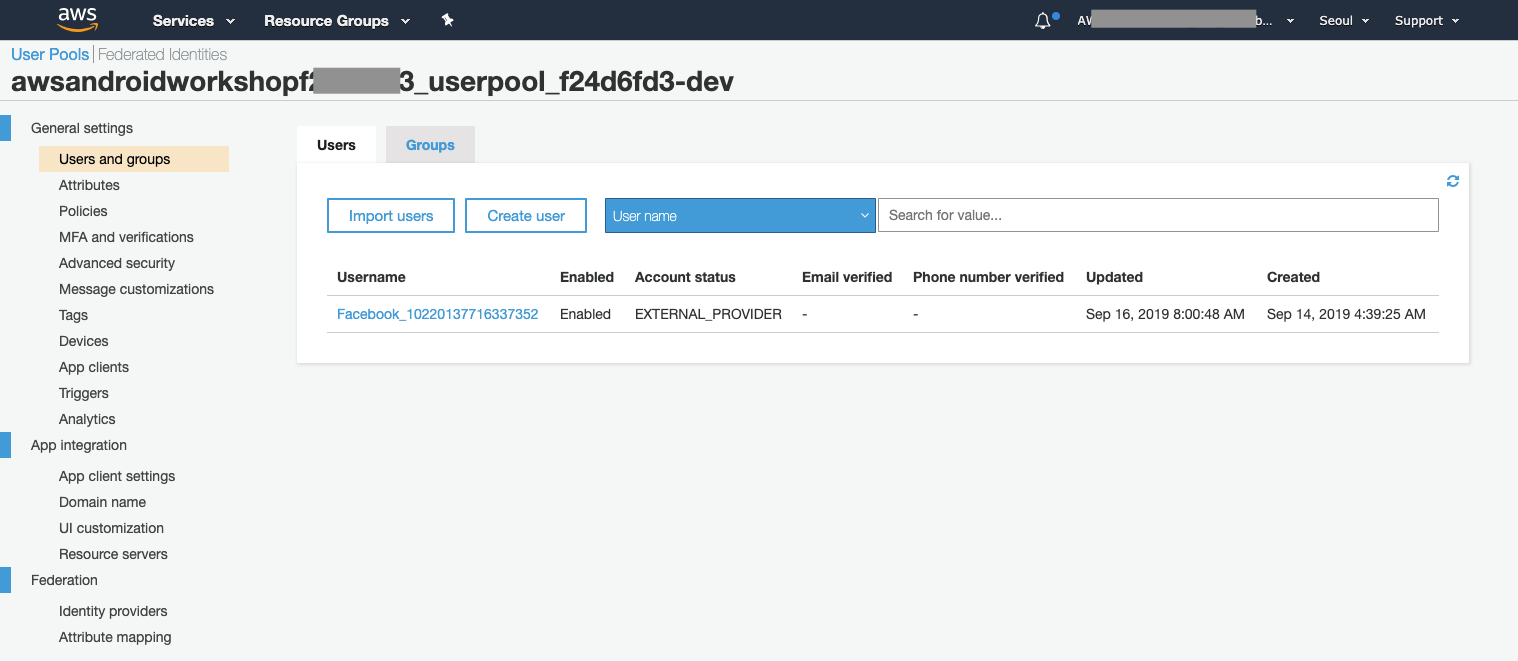 aws Services Resource Groups Seoul Support
User Pools | Federated Identities
awsandroidworkshopf 3_userpool_f24d6fd3-dev
General settings
Users and groups
Attributes
Policies
MFA and verifications
Advanced security
Message customizations
Tags
Devices
App clients
Triggers
Analytics
App integration
App client settings
Domain name
UI customization
Resource servers
Federation
Identity providers
Attribute mapping
Users Groups
Import users Create user User name Search for value...
Username Enabled Account status Email verified Phone number verified Updated Created
Facebook_10220137716337352 Enabled EXTERNAL_PROVIDER - - Sep 16, 2019 8:00:48 AM Sep 14, 2019 4:39:25 AM